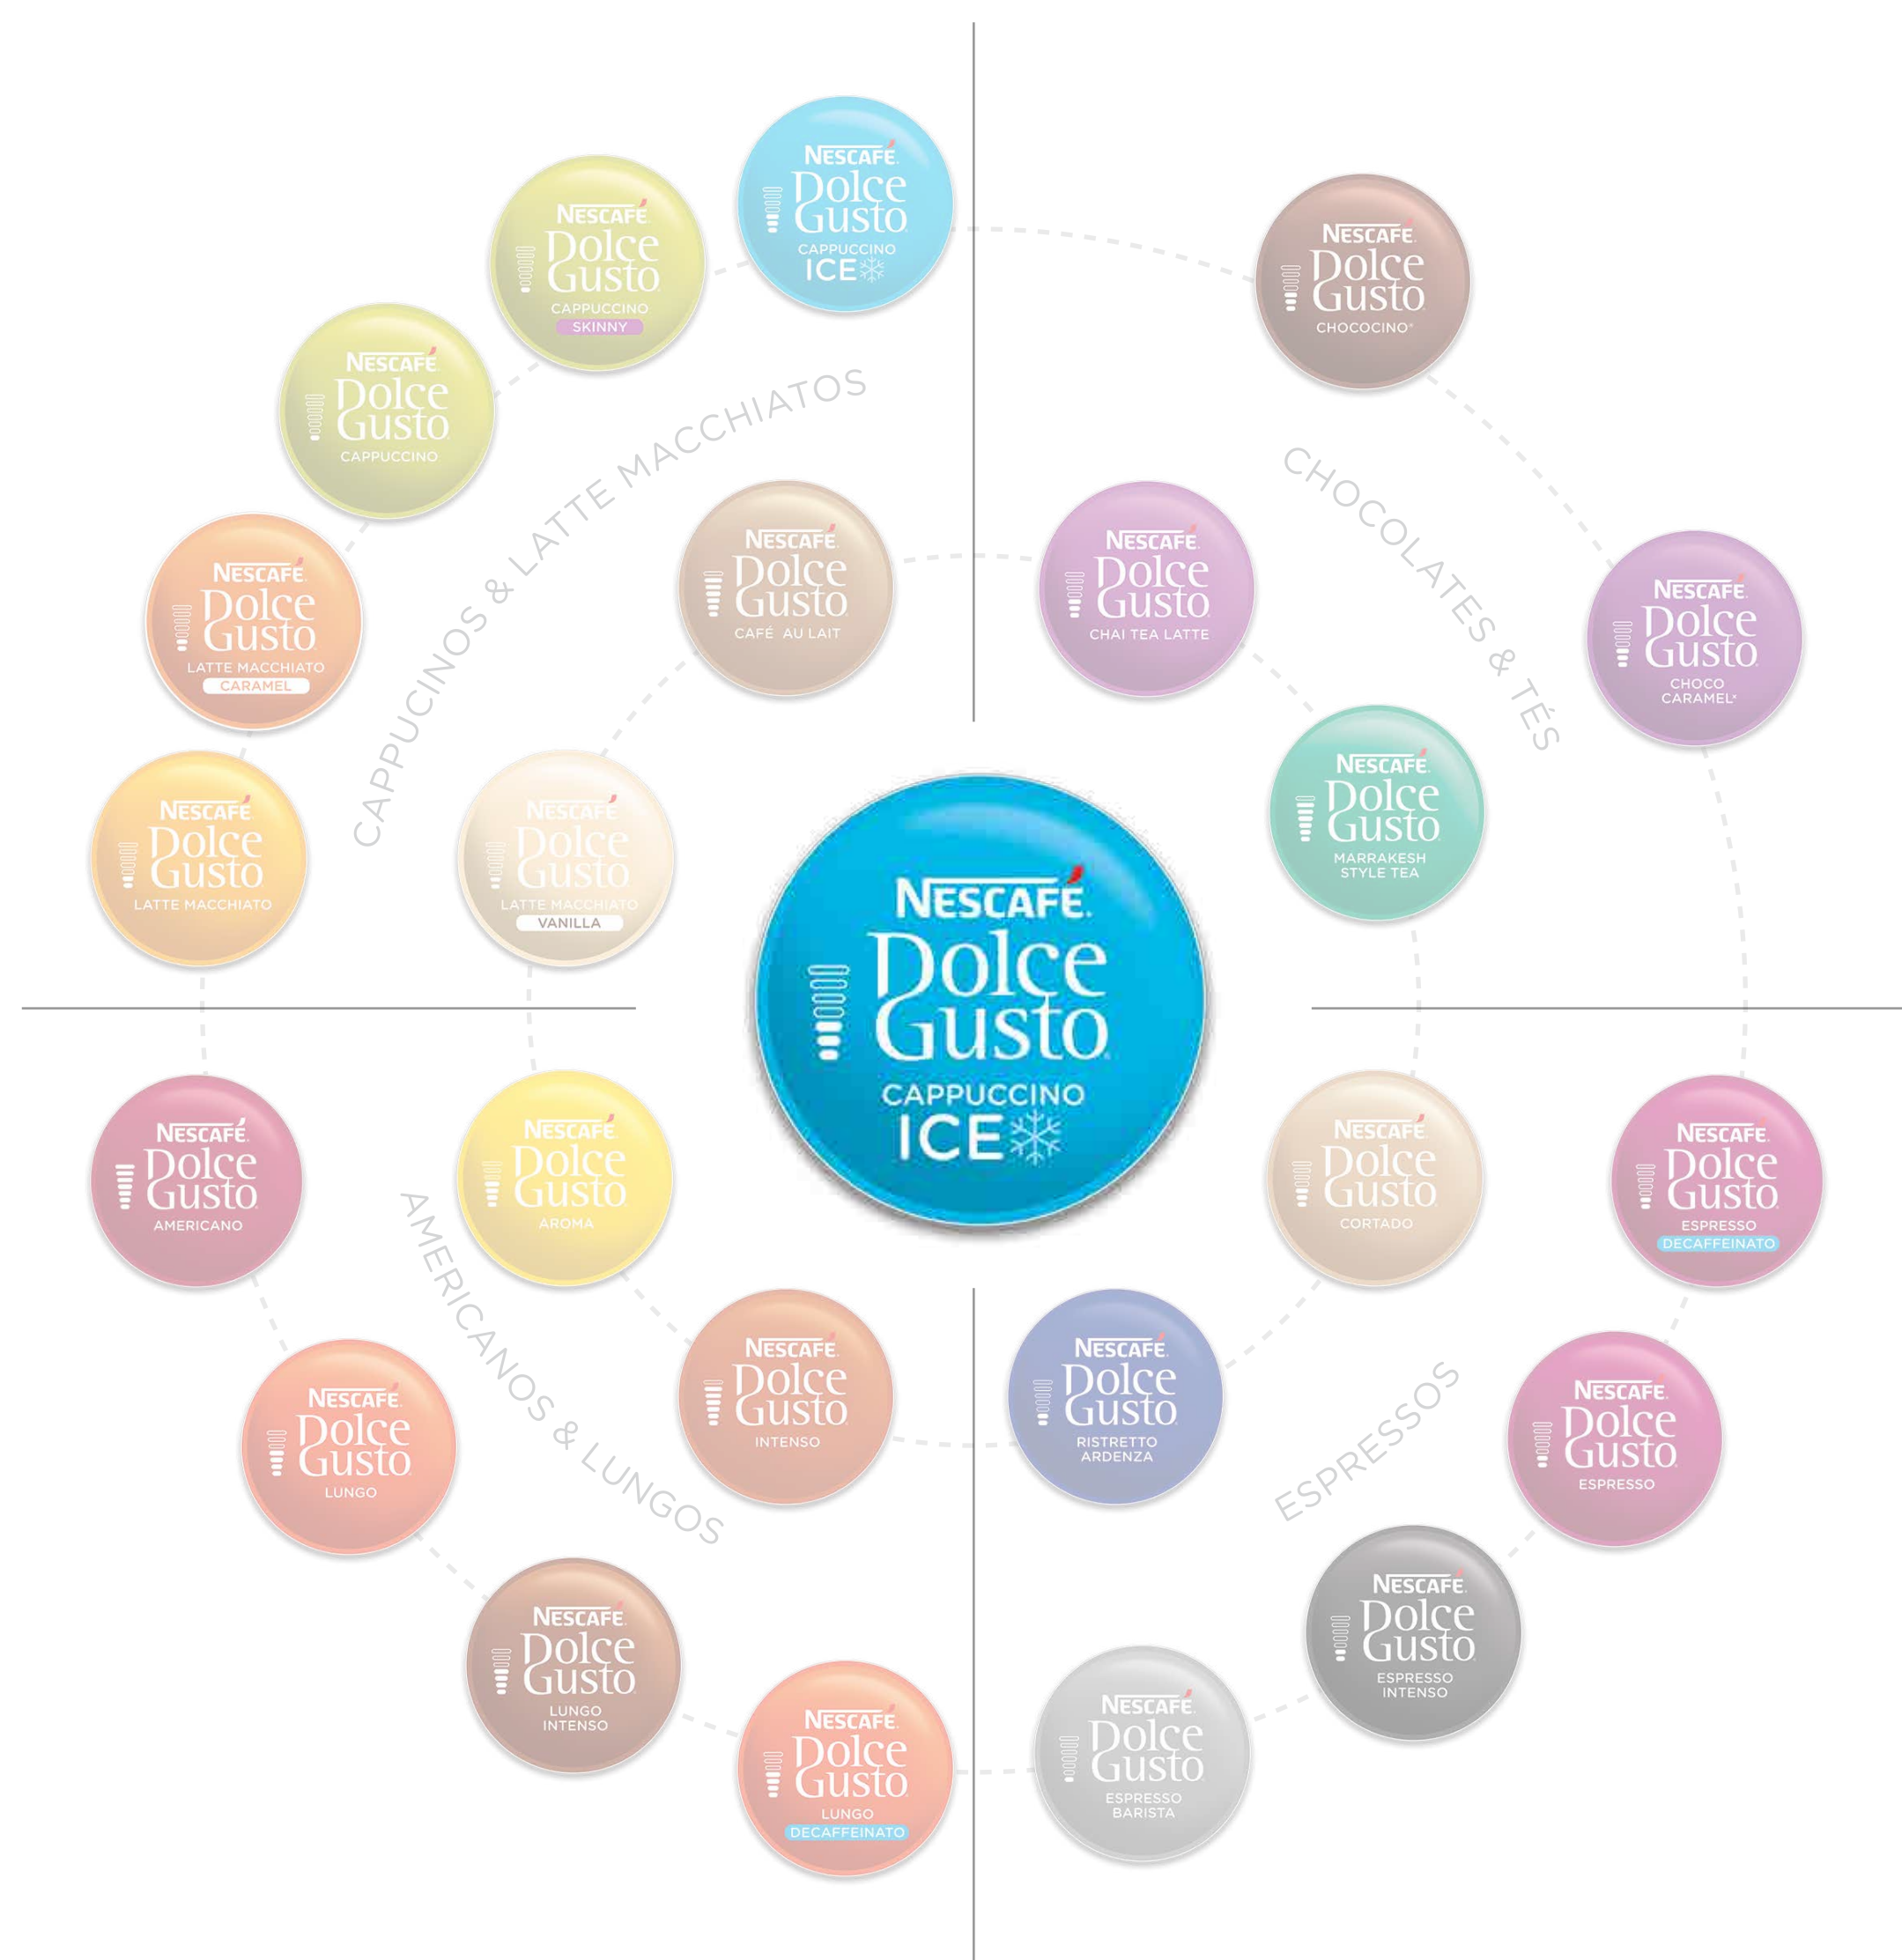 NESCAFÉ.
Dolce
Gusto
CAPPUCCINO
ICE
NESCAFÉ.
Dolce
Gusto
CAPPUCCINO
SKINNY
NESCAFÉ.
Dolce
Gusto
CAPPUCCINO
NESCAFÉ.
Dolce
Gusto
LATTE MACCHIATO
CARAMEL
NESCAFÉ.
Dolce
Gusto
LATTE MACCHIATO
CAPPUCINOS & LATTE MACCHIATOS
NESCAFÉ.
Dolce
Gusto
CAFÉ AU LAIT
NESCAFÉ.
Dolce
Gusto
LATTE MACCHIATO
VANILLA
NESCAFÉ.
Dolce
Gusto
CHOCOCINO®
CHOCOLATES & TÉS
NESCAFÉ.
Dolce
Gusto
CHAI TEA LATTE
NESCAFÉ.
Dolce
Gusto
CHOCO
CARAMEL
NESCAFÉ.
Dolce
Gusto
MARRAKESH
STYLE TEA
NESCAFÉ.
Dolce
Gusto
CAPPUCCINO
ICE
NESCAFÉ.
Dolce
Gusto
AMERICANO
NESCAFÉ.
Dolce
Gusto
AROMA
AMERICANOS & LUNGOS
NESCAFÉ.
Dolce
Gusto
LUNGO
NESCAFÉ.
Dolce
Gusto
INTENSO
NESCAFÉ.
Dolce
Gusto
LUNGO
INTENSO
NESCAFÉ.
Dolce
Gusto
LUNGO
DECAFFEINATO
NESCAFÉ.
Dolce
Gusto
CORTADO
NESCAFÉ.
Dolce
Gusto
ESPRESSO
DECAFFEINATO
NESCAFÉ.
Dolce
Gusto
RISTRETTO
ARDENZA
ESPRESSOS
NESCAFÉ.
Dolce
Gusto
ESPRESSO
NESCAFÉ.
Dolce
Gusto
ESPRESSO
INTENSO
NESCAFÉ.
Dolce
Gusto
ESPRESSO
BARISTA